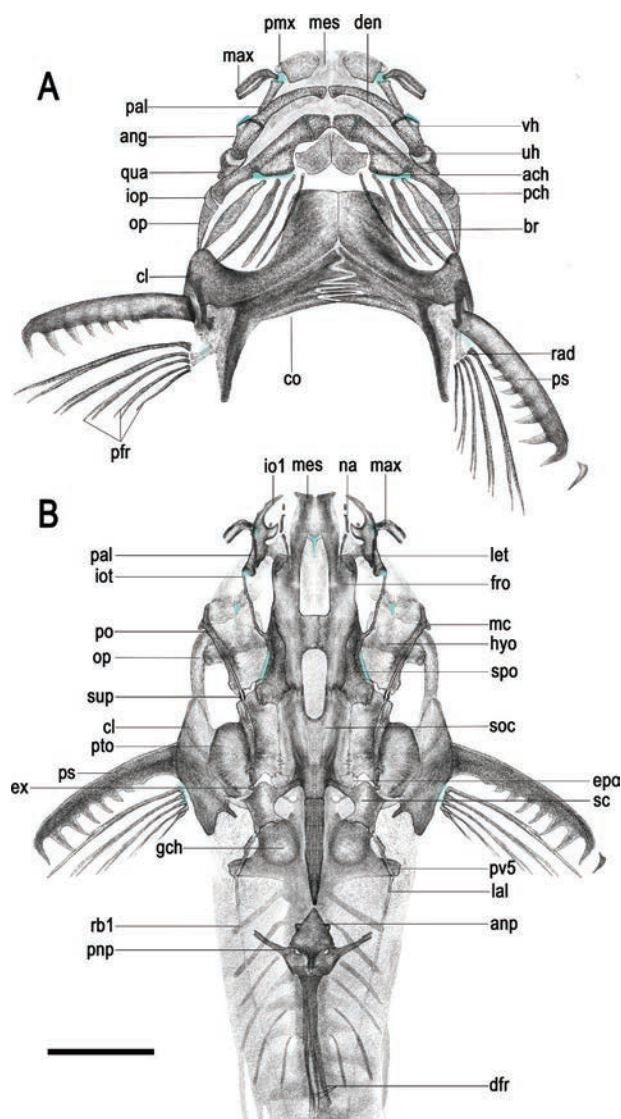 pmx mes den
max
A
pal
ang
qua
iop
op
cl
vh
uh
ach
pch
br
rad
ps
co
pfr
B
io1 mes na max
pal
iot
po
op
sup
cl
pto
ps
ex
gch
rb1
pnp
let
fro
mc
hyo
spo
soc
epo
sc
pv5
lal
anp
dfr